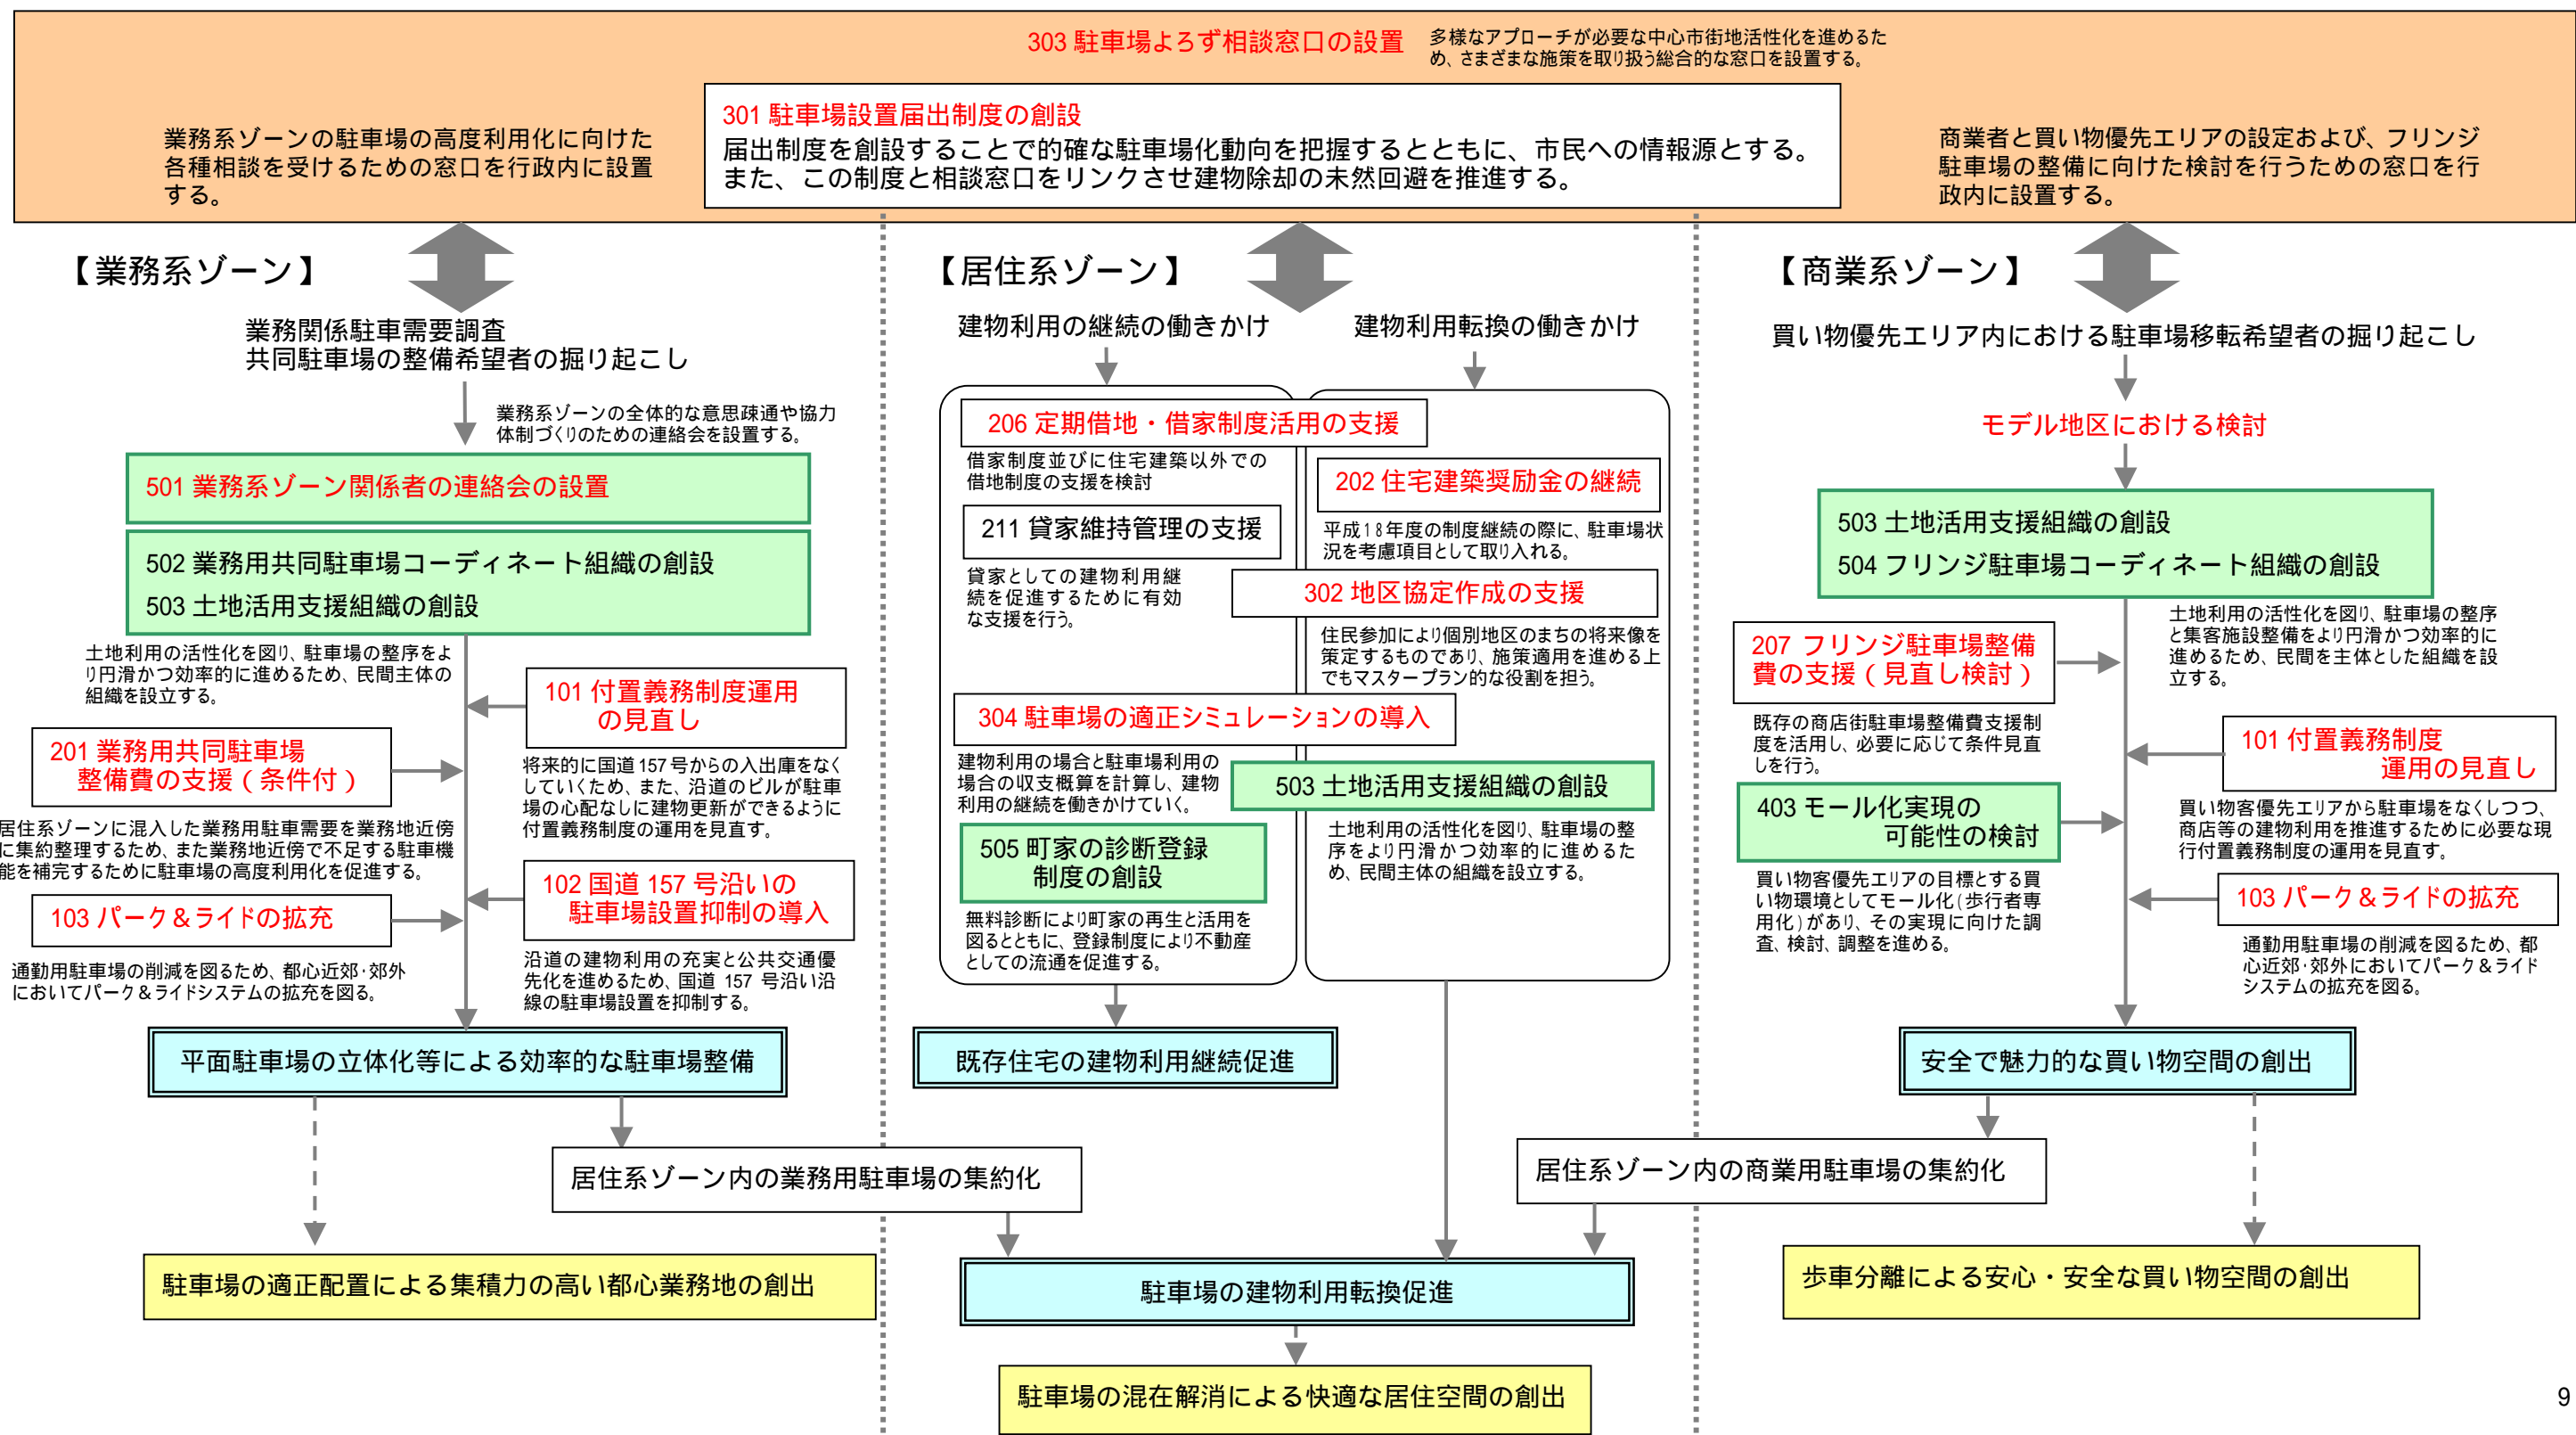 303 駐車場よろず相談窓口の設置
多様なアプローチが必要な中心市街地活性化を進めるた
め、さまざまな施策を取り扱う総合的な窓口を設置する。
業務系ゾーンの駐車場の高度利用化に向けた
各種相談を受けるための窓口を行政内に設置
する。
301 駐車場設置届出制度の創設
届出制度を創設することで的確な駐車場化動向を把握するとともに、市民への情報源とする。
また、この制度と相談窓口をリンクさせ建物除却の未然回避を推進する。
商業者と買い物優先エリアの設定および、フリンジ
駐車場の整備に向けた検討を行うための窓口を行
政内に設置する。
【業務系ゾーン】
業務関係駐車需要調査
共同駐車場の整備希望者の掘り起こし
業務系ゾーンの全体的な意思疎通や協力
体制づくりのための連絡会を設置する。
501 業務系ゾーン関係者の連絡会の設置
502 業務用共同駐車場コーディネート組織の創設
503 土地活用支援組織の創設
土地利用の活性化を図り、駐車場の整序をよ
り円滑かつ効率的に進めるため、民間主体の
組織を設立する。
101 付置義務制度運用
の見直し
201 業務用共同駐車場
整備費の支援（条件付）
将来的に国道157号からの入出庫をなく
していくため、また、沿道のビルが駐車
場の心配なしに建物更新ができるように
付置義務制度の運用を見直す。
居住系ゾーンに混入した業務用駐車需要を業務地近傍
に集約整理するため、また業務地近傍で不足する駐車機
能を補完するために駐車場の高度利用化を促進する。
102 国道 157 号沿いの
駐車場設置抑制の導入
103 パーク＆ライドの拡充
沿道の建物利用の充実と公共交通優
先化を進めるため、国道 157 号沿い沿
線の駐車場設置を抑制する。
通勤用駐車場の削減を図るため、都心近郊・郊外
においてパーク＆ライドシステムの拡充を図る。
平面駐車場の立体化等による効率的な駐車場整備
居住系ゾーン内の業務用駐車場の集約化
駐車場の適正配置による集積力の高い都心業務地の創出
【居住系ゾーン】
建物利用の継続の働きかけ
建物利用転換の働きかけ
206 定期借地・借家制度活用の支援
借家制度並びに住宅建築以外での
借地制度の支援を検討
202 住宅建築奨励金の継続
211 貸家維持管理の支援
平成18年度の制度継続の際に、駐車場状
況を考慮項目として取り入れる。
貸家としての建物利用継
続を促進するために有効
な支援を行う。
302 地区協定作成の支援
住民参加により個別地区のまちの将来像を
策定するものであり、施策適用を進める上
でもマスタープラン的な役割を担う。
304 駐車場の適正シミュレーションの導入
建物利用の場合と駐車場利用の
場合の収支概算を計算し、建物
利用の継続を働きかけていく。
503 土地活用支援組織の創設
土地利用の活性化を図り、駐車場の整
序をより円滑かつ効率的に進めるた
め、民間主体の組織を設立する。
505 町家の診断登録
制度の創設
無料診断により町家の再生と活用を
図るとともに、登録制度により不動産
としての流通を促進する。
既存住宅の建物利用継続促進
駐車場の建物利用転換促進
駐車場の混在解消による快適な居住空間の創出
【商業系ゾーン】
買い物優先エリア内における駐車場移転希望者の掘り起こし
モデル地区における検討
503 土地活用支援組織の創設
504 フリンジ駐車場コーディネート組織の創設
土地利用の活性化を図り、駐車場の整序
と集客施設整備をより円滑かつ効率的に
進めるため、民間を主体とした組織を設
立する。
207 フリンジ駐車場整備
費の支援（見直し検討）
既存の商店街駐車場整備費支援制
度を活用し、必要に応じて条件見直
しを行う。
101 付置義務制度
運用の見直し
買い物客優先エリアから駐車場をなくしつつ、
商店等の建物利用を推進するために必要な現
行付置義務制度の運用を見直す。
403 モール化実現の
可能性の検討
買い物客優先エリアの目標とする買
い物環境としてモール化（歩行者専
用化）があり、その実現に向けた調
査、検討、調整を進める。
103 パーク＆ライドの拡充
通勤用駐車場の削減を図るため、都
心近郊・郊外においてパーク＆ライド
システムの拡充を図る。
安全で魅力的な買い物空間の創出
居住系ゾーン内の商業用駐車場の集約化
歩車分離による安心・安全な買い物空間の創出
9